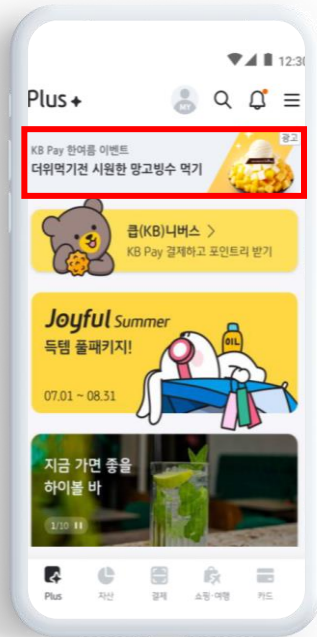 12:30
Plus
MY
KB Pay 한여름 이벤트
광고
더위먹기전 시원한 망고빙수 먹기
큽(KB)니버스 >
KB Pay 결제하고 포인트리 받기
Joyful Summer
득템 풀패키지!
OIL
07.01 ~ 08.31
지금 가면 좋을
하이볼 바
1/10
Plus 자산 결제 쇼핑·여행 카드